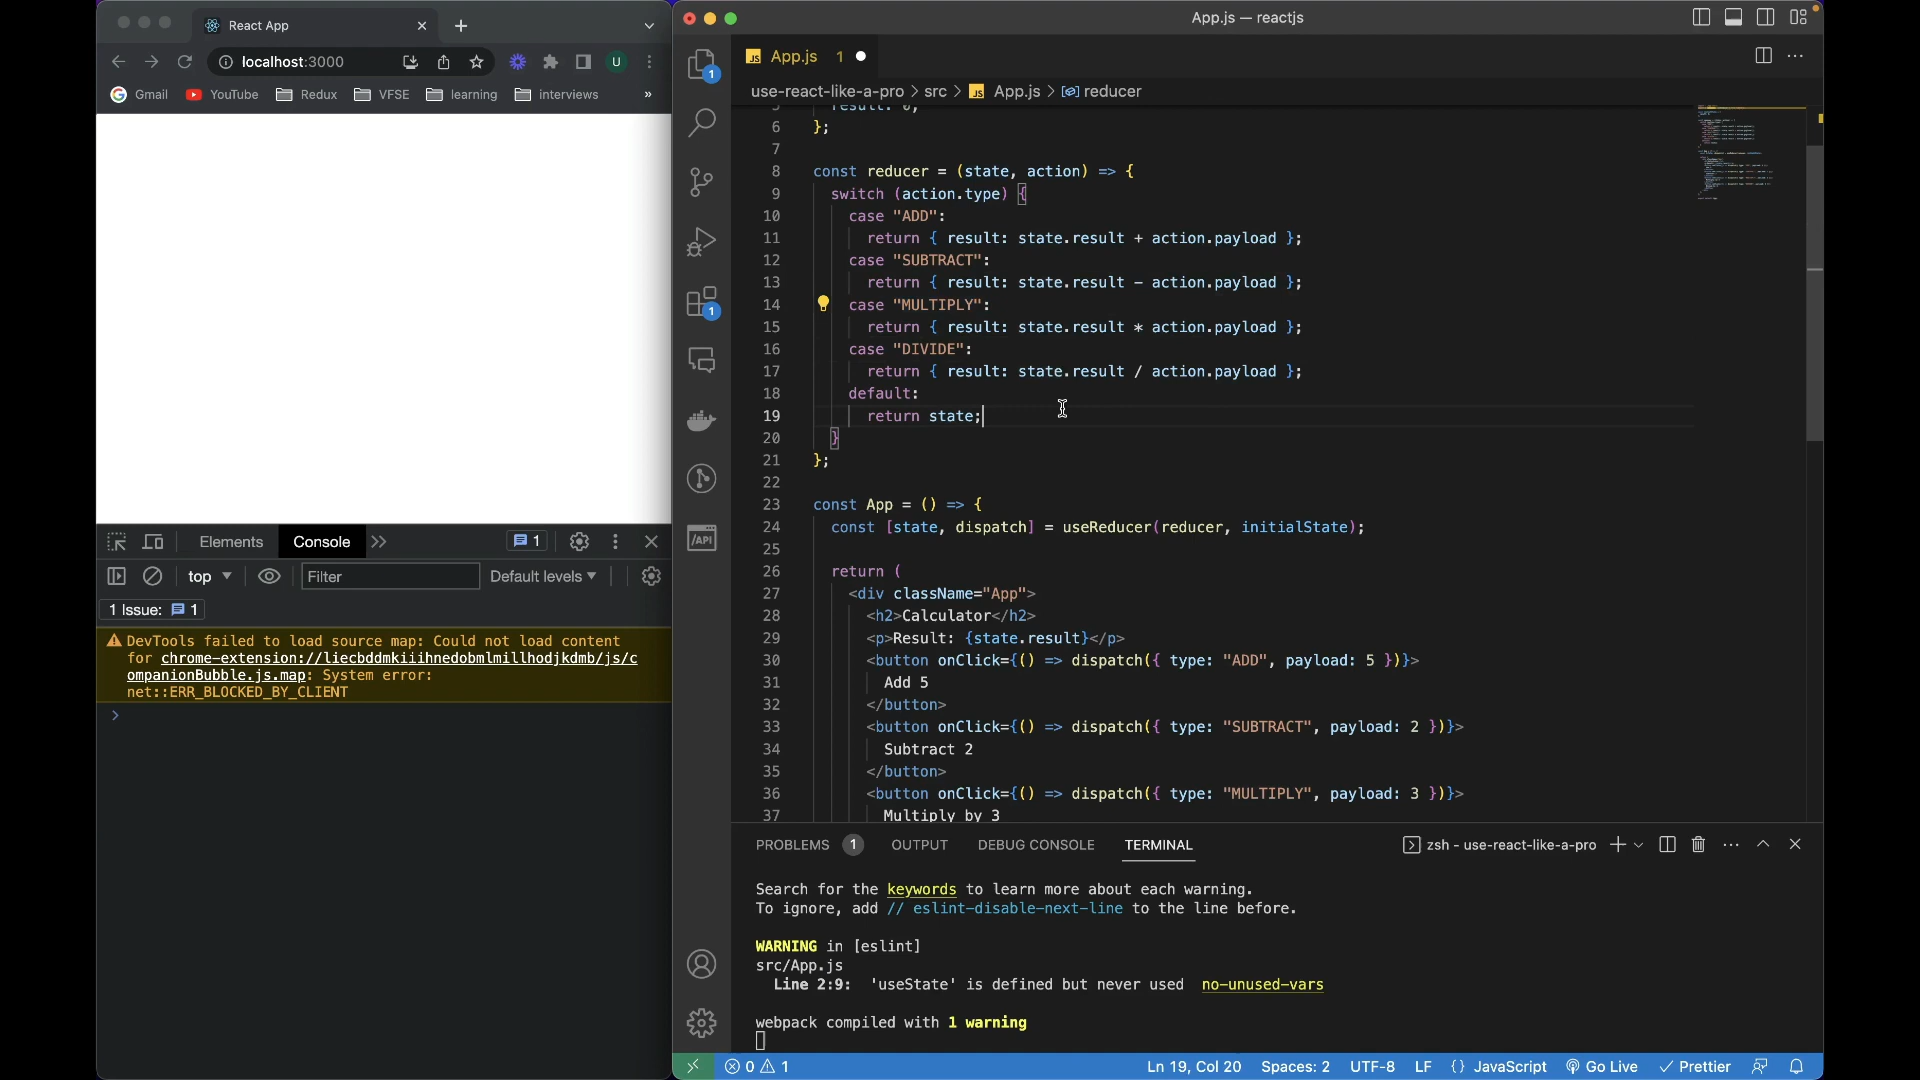 React App
localhost:3000
U
Gmail
YouTube
Redux
VFSE
learning
interviews
»
Elements
Console
1
top
Filter
Default levels
1 Issue:
1
DevTools failed to load source map: Could not load content
for chrome-extension://liecbddmkiiihnedobmlmillhodjkdmb/js/c
ompanionBubble.js.map: System error:
net::ERR_BLOCKED_BY_CLIENT
App.js — reactjs
JS App.js 1
use-react-like-a-pro > src > JS App.js > reducer
1
1
/API
5 result: 0,
6 };
7
8 const reducer = (state, action) => {
9 switch (action.type) {
10 case "ADD":
11 return { result: state.result + action.payload };
12 case "SUBTRACT":
13 return { result: state.result - action.payload };
14 case "MULTIPLY":
15 return { result: state.result * action.payload };
16 case "DIVIDE":
17 return { result: state.result / action.payload };
18 default:
19 return state;
20 }
21 };
22
23 const App = () => {
24 const [state, dispatch] = useReducer(reducer, initialState);
25
26 return (
27 <div className="App">
28 <h2>Calculator</h2>
29 <p>Result: {state.result}</p>
30 <button onClick={() => dispatch({ type: "ADD", payload: 5 })}>
31 Add 5
32 </button>
33 <button onClick={() => dispatch({ type: "SUBTRACT", payload: 2 })}>
34 Subtract 2
35 </button>
36 <button onClick={() => dispatch({ type: "MULTIPLY", payload: 3 })}>
37 Multiply by 3
PROBLEMS 1 OUTPUT DEBUG CONSOLE TERMINAL
zsh - use-react-like-a-pro
Search for the keywords to learn more about each warning.
To ignore, add // eslint-disable-next-line to the line before.
WARNING in [eslint]
src/App.js
Line 2:9: 'useState' is defined but never used no-unused-vars
webpack compiled with 1 warning
0 1
Ln 19, Col 20 Spaces: 2 UTF-8 LF {} JavaScript Go Live Prettier